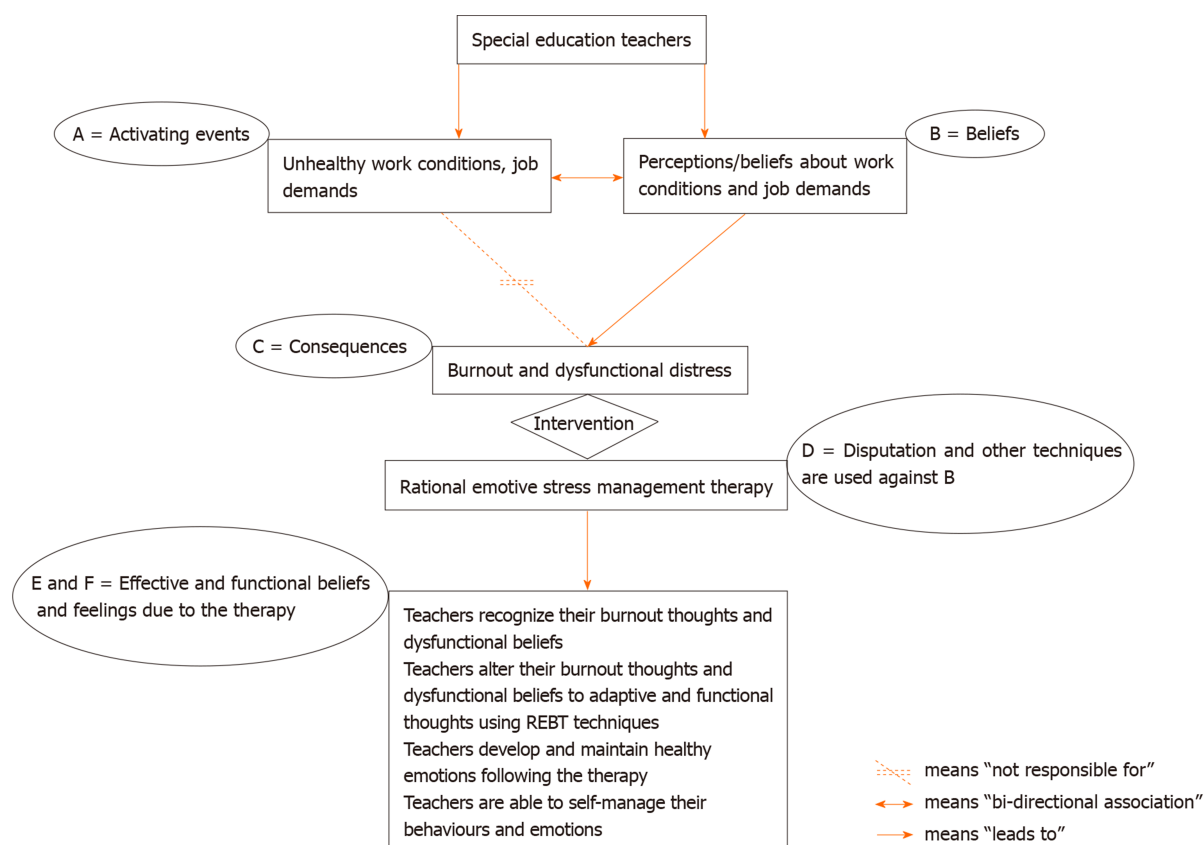 Special education teachers
A = Activating events
B = Beliefs
Unhealthy work conditions, job
demands
Perceptions/beliefs about work
conditions and job demands
C = Consequences
Burnout and dysfunctional distress
Intervention
D = Disputation and other techniques
are used against B
Rational emotive stress management therapy
E and F = Effective and functional beliefs
and feelings due to the therapy
Teachers recognize their burnout thoughts and
dysfunctional beliefs
Teachers alter their burnout thoughts and
dysfunctional beliefs to adaptive and functional
thoughts using REBT techniques
Teachers develop and maintain healthy
emotions following the therapy
Teachers are able to self-manage their
behaviours and emotions
means “not responsible for”
means “bi-directional association”
means “leads to”